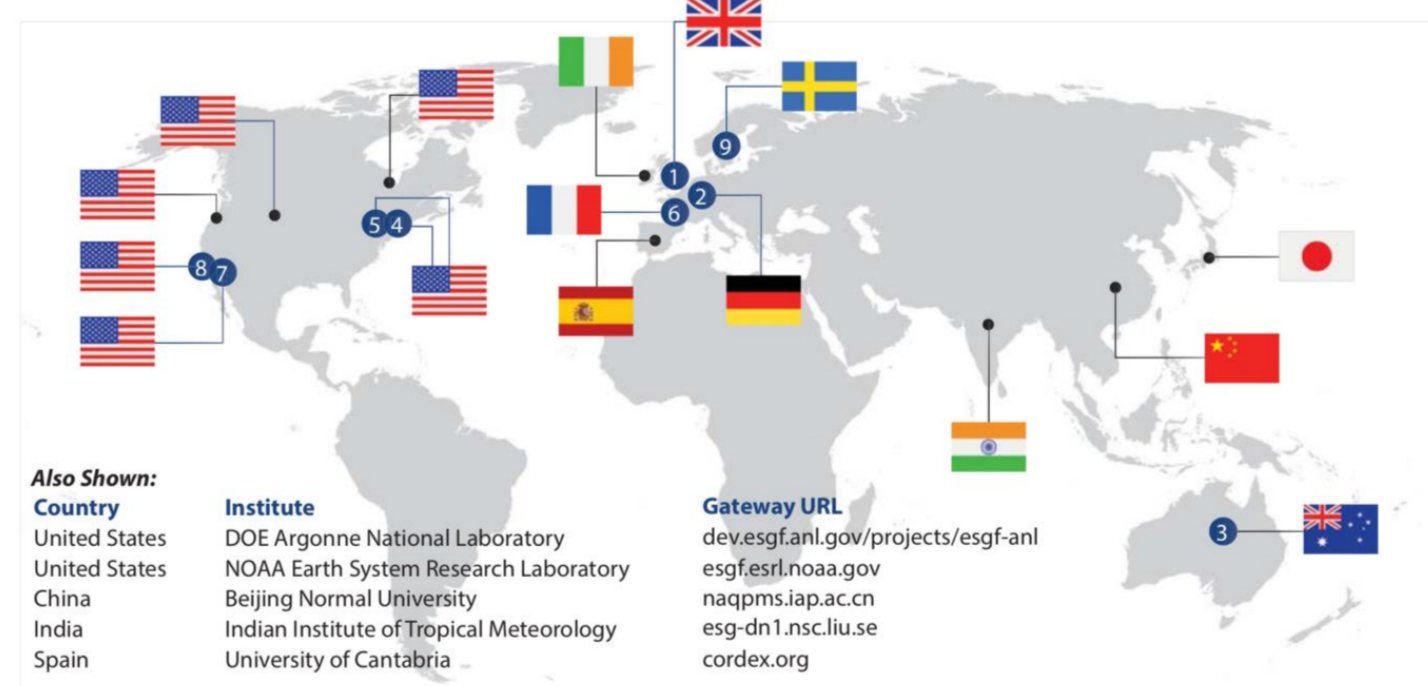 9
1
2
6
5 4
8 7
3
Also Shown:
Country Institute Gateway URL
United States DOE Argonne National Laboratory dev.esgf.anl.gov/projects/esgf-anl
United States NOAA Earth System Research Laboratory esgf.esrl.noaa.gov
China Beijing Normal University naqpms.iap.ac.cn
India Indian Institute of Tropical Meteorology esg-dn1.nsc.liu.se
Spain University of Cantabria cordex.org